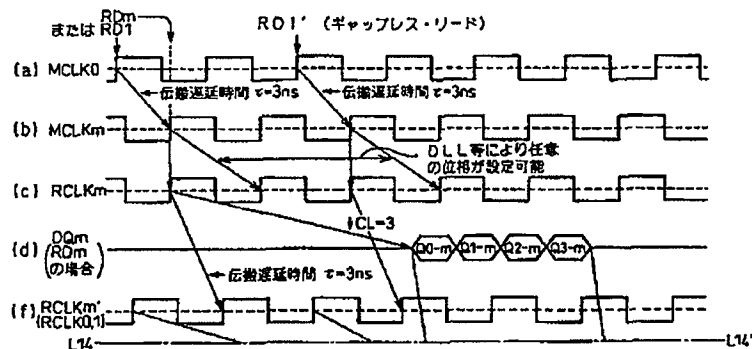 RDm
または RD1
RD1' (ギャップレス・リード)
(a) MCLK0
伝搬遅延時間 τ=3ns
伝搬遅延時間 τ=3ns
(b) MCLKm
DLL等により任意
の位相が設定可能
(c) RCLKm
CL=3
(d) DQm
(RDm
の場合)
Q0-m Q1-m Q2-m Q3-m
伝搬遅延時間 τ=3ns
(f) RCLKm'
(RCLK0,1)
L14
L14'